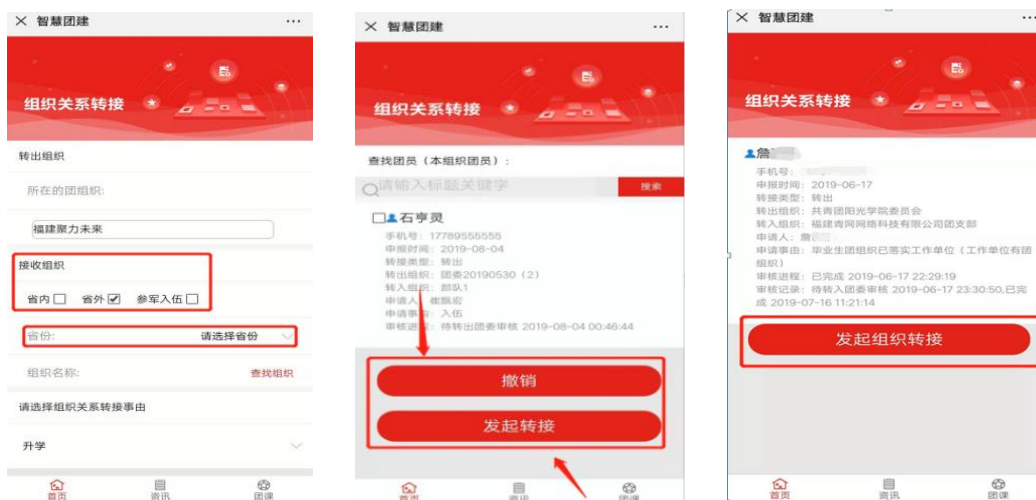 智慧团建
组织关系转接
转出组织
所在的团组织:
福建聚力未来
接收组织
省内 省外 参军入伍
省份: 请选择省份
组织名称: 查找组织
请选择组织关系转接事由
升学
首页 资讯 团课
智慧团建
组织关系转接
查找团员（本组织团员）:
请输入标题关键字 搜索
石亨灵
手机号: 17789555555
申报时间: 2019-08-04
转接类型: 转出
转出组织: 团委20190530（2）
转入组织: 部队1
申请人: 崔飘宏
申请事由: 入伍
审核进程: 待转出团委审核 2019-08-04 00:46:44
撤销
发起转接
首页 资讯 团课
智慧团建
组织关系转接
詹
手机号:
申报时间: 2019-06-17
转接类型: 转出
转出组织: 共青团阳光学院委员会
转入组织: 福建青网网络科技有限公司团支部
申请人: 詹
申请事由: 毕业生团组织已落实工作单位（工作单位有团
组织）
审核进程: 已完成 2019-06-17 22:29:19
审核记录: 待转入团委审核 2019-06-17 23:30:50,已完
成 2019-07-16 11:21:14
发起组织转接
首页 资讯 团课